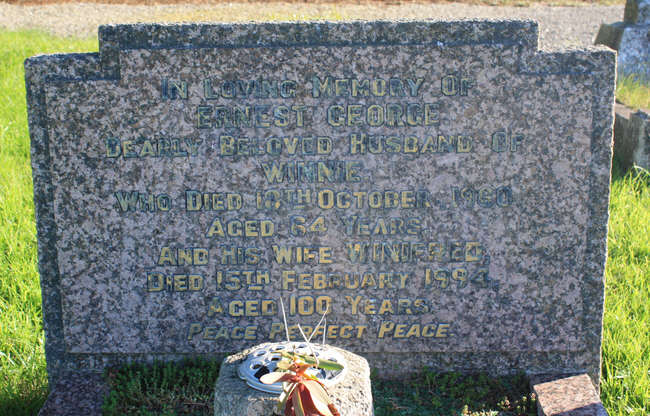 In Loving Memory Of
ERNEST GEORGE
Dearly Beloved Husband Of
WINNIE
Who Died 18th October 1960
Aged 64 Years
And His Wife WINIFRED
Died 15th February 1994
Aged 100 Years
Peace Perfect Peace